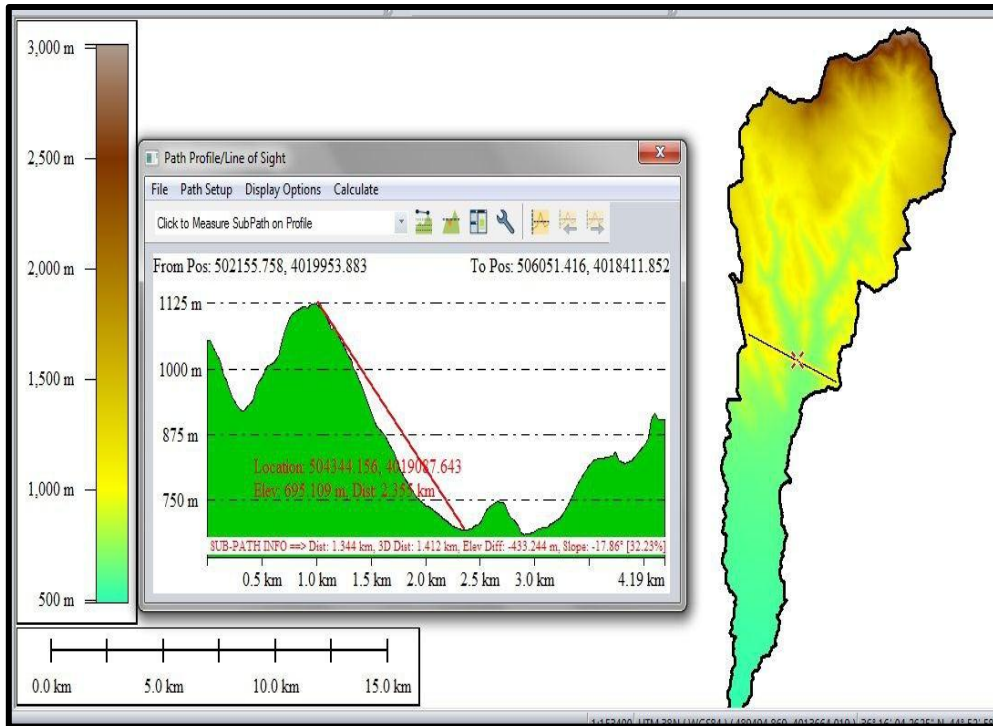 3,000 m
2,500 m
2,000 m
1,500 m
1,000 m
500 m
Path Profile/Line of Sight
File Path Setup Display Options Calculate
Click to Measure SubPath on Profile
From Pos: 502155.758, 4019953.883 To Pos: 506051.416, 4018411.852
1125 m
1000 m
875 m
750 m
Location: 504344.156, 4019087.643
Elev: 695.109 m, Dist: 2.355 km
SUB-PATH INFO ==> Dist: 1.344 km, 3D Dist: 1.412 km, Elev Diff: -433.244 m, Slope: -17.86° [32.23%]
0.5 km 1.0 km 1.5 km 2.0 km 2.5 km 3.0 km 4.19 km
0.0 km 5.0 km 10.0 km 15.0 km